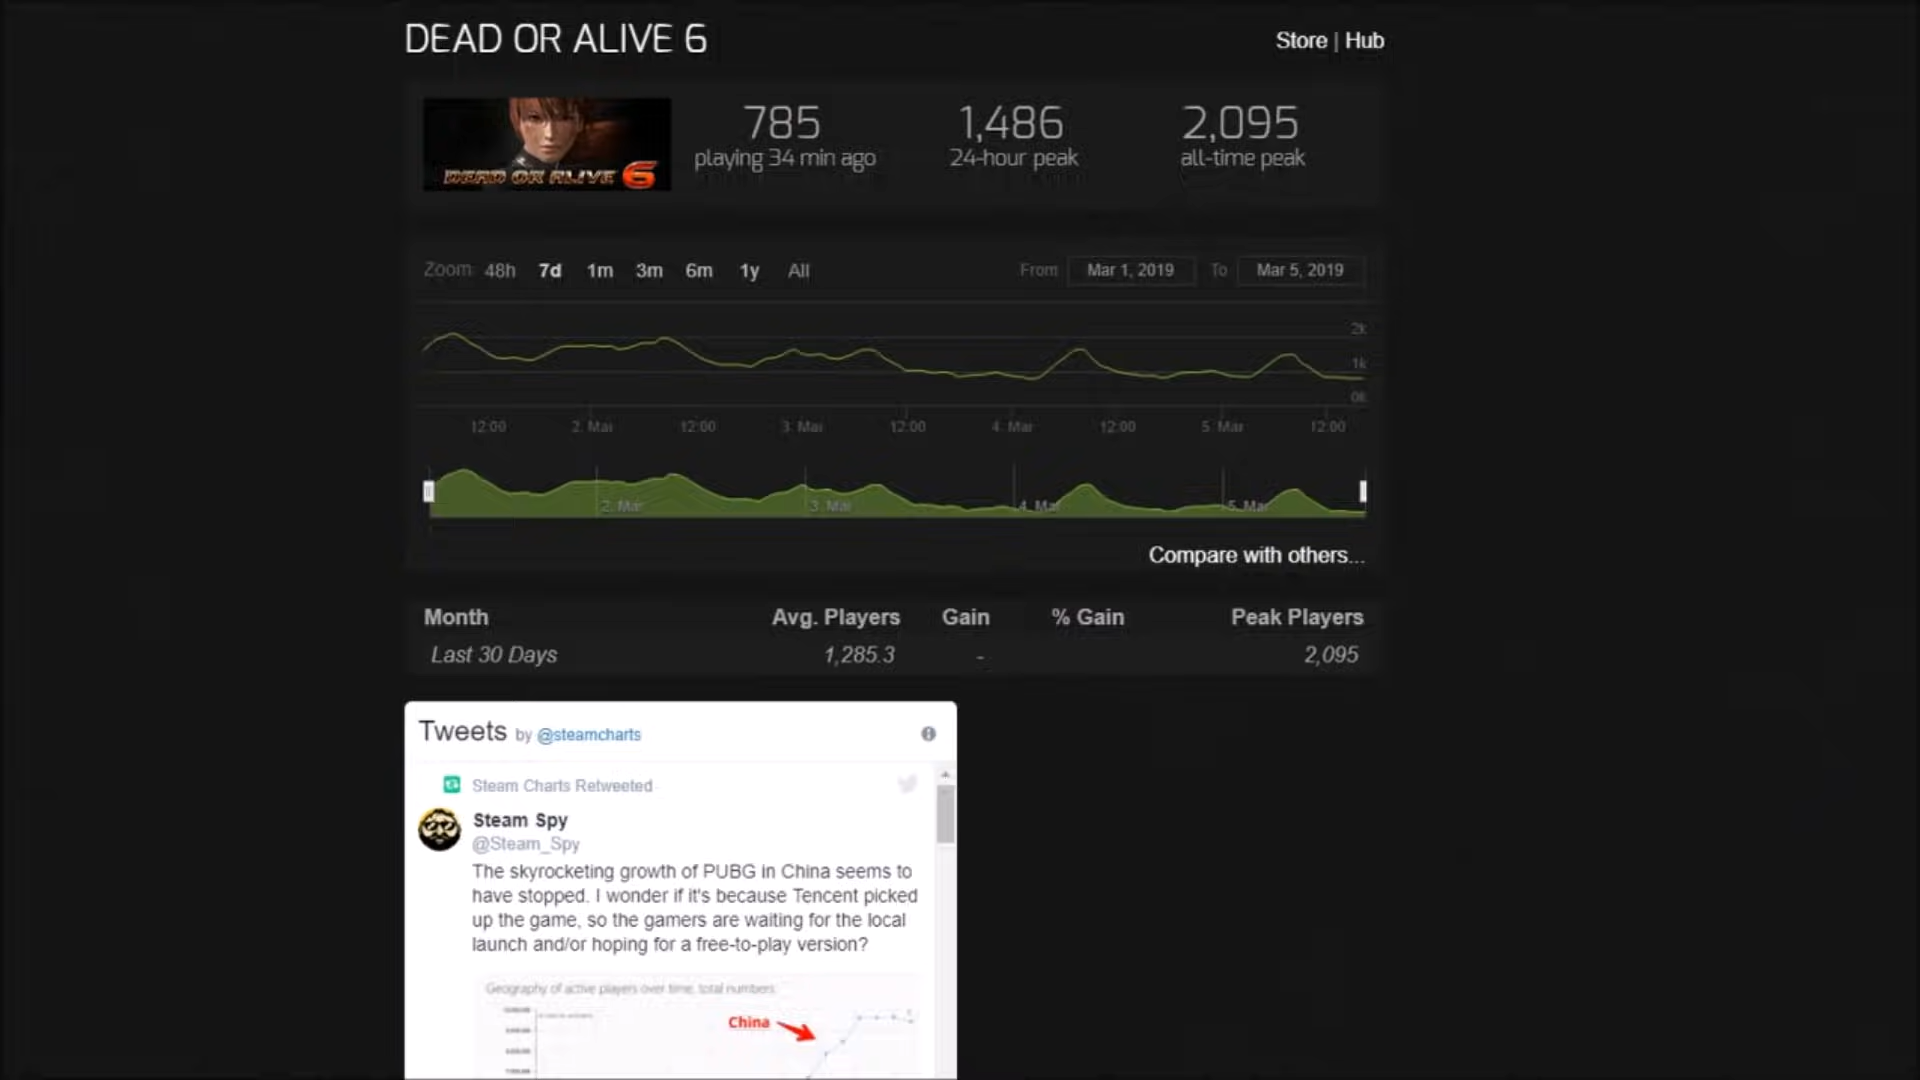 DEAD OR ALIVE 6
Store | Hub
DEAD OR ALIVE 6
785
playing 34 min ago
1,486
24-hour peak
2,095
all-time peak
Zoom 48h 7d 1m 3m 6m 1y All
From Mar 1, 2019 To Mar 5, 2019
2k
1k
0k
12:00 2. Mar 12:00 3. Mar 12:00 4. Mar 12:00 5. Mar 12:00
2. Mar 3. Mar 4. Mar 5. Mar
Compare with others...
Month Avg. Players Gain % Gain Peak Players
Last 30 Days 1,285.3 - 2,095
Tweets by @steamcharts
Steam Charts Retweeted
Steam Spy
@Steam_Spy
The skyrocketing growth of PUBG in China seems to
have stopped. I wonder if it's because Tencent picked
up the game, so the gamers are waiting for the local
launch and/or hoping for a free-to-play version?
Geography of active players over time, total numbers
China